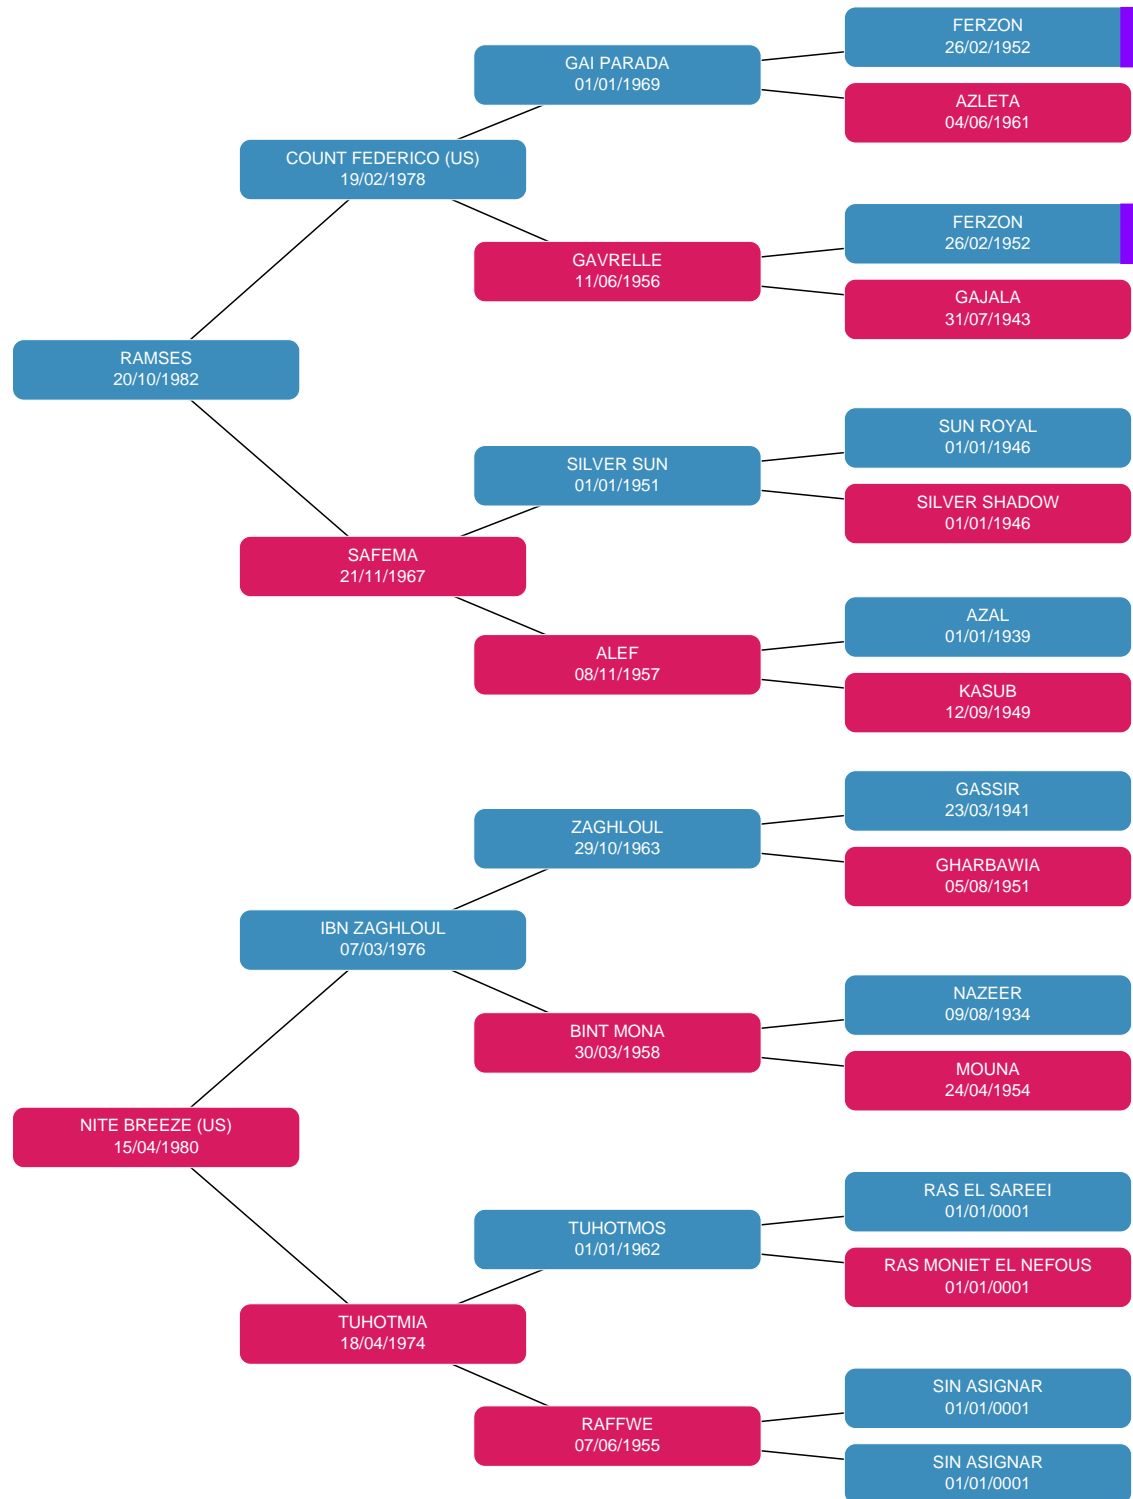 FERZON
26/02/1952
GAI PARADA
01/01/1969
AZLETA
04/06/1961
COUNT FEDERICO (US)
19/02/1978
FERZON
26/02/1952
GAVRELLE
11/06/1956
GAJALA
31/07/1943
RAMSES
20/10/1982
SUN ROYAL
01/01/1946
SILVER SUN
01/01/1951
SILVER SHADOW
01/01/1946
SAFEMA
21/11/1967
AZAL
01/01/1939
ALEF
08/11/1957
KASUB
12/09/1949
GASSIR
23/03/1941
ZAGHLOUL
29/10/1963
GHARBAWIA
05/08/1951
IBN ZAGHLOUL
07/03/1976
NAZEER
09/08/1934
BINT MONA
30/03/1958
MOUNA
24/04/1954
NITE BREEZE (US)
15/04/1980
RAS EL SAREEI
01/01/0001
TUHOTMOS
01/01/1962
RAS MONIET EL NEFOUS
01/01/0001
TUHOTMIA
18/04/1974
SIN ASIGNAR
01/01/0001
RAFFWE
07/06/1955
SIN ASIGNAR
01/01/0001